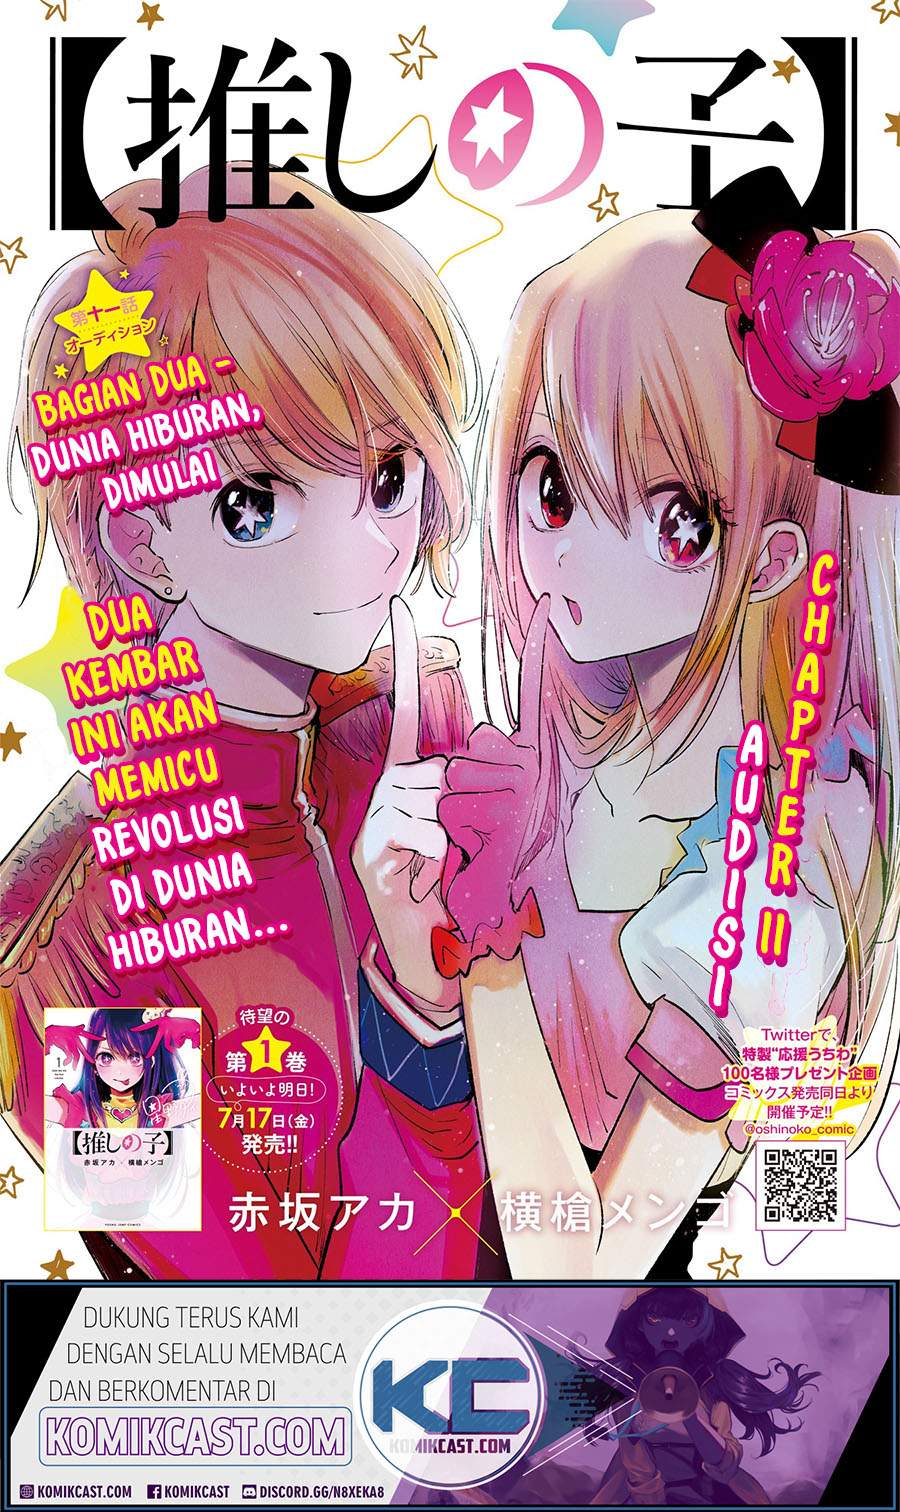 【推しの子】
第十一話
オーディション
BAGIAN DUA –
DUNIA HIBURAN,
DIMULAI
DUA
KEMBAR
INI AKAN
MEMICU
REVOLUSI
DI DUNIA
HIBURAN...
CHAPTER 11
AUDISI
1
【推しの子】
赤坂アカ × 横槍メンゴ
YOUNG JUMP COMICS
待望の
第1巻
いよいよ明日!
7月17日(金)
発売!!
Twitterで、
特製“応援うちわ”
100名様プレゼント企画
コミックス発売同日より
開催予定!!
@oshinoko_comic
赤坂アカ × 横槍メンゴ
DUKUNG TERUS KAMI
DENGAN SELALU MEMBACA
DAN BERKOMENTAR DI
KOMIKCAST.COM
KC
KOMIKCAST.COM
KOMIKCAST.COM KOMIKCAST DISCORD.GG/N8XEKA8